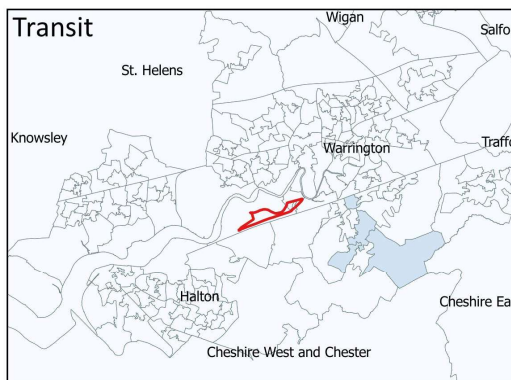 Transit
Wigan
Salfo
St. Helens
Knowsley
Warrington
Traffo
Halton
Cheshire Ea
Cheshire West and Chester